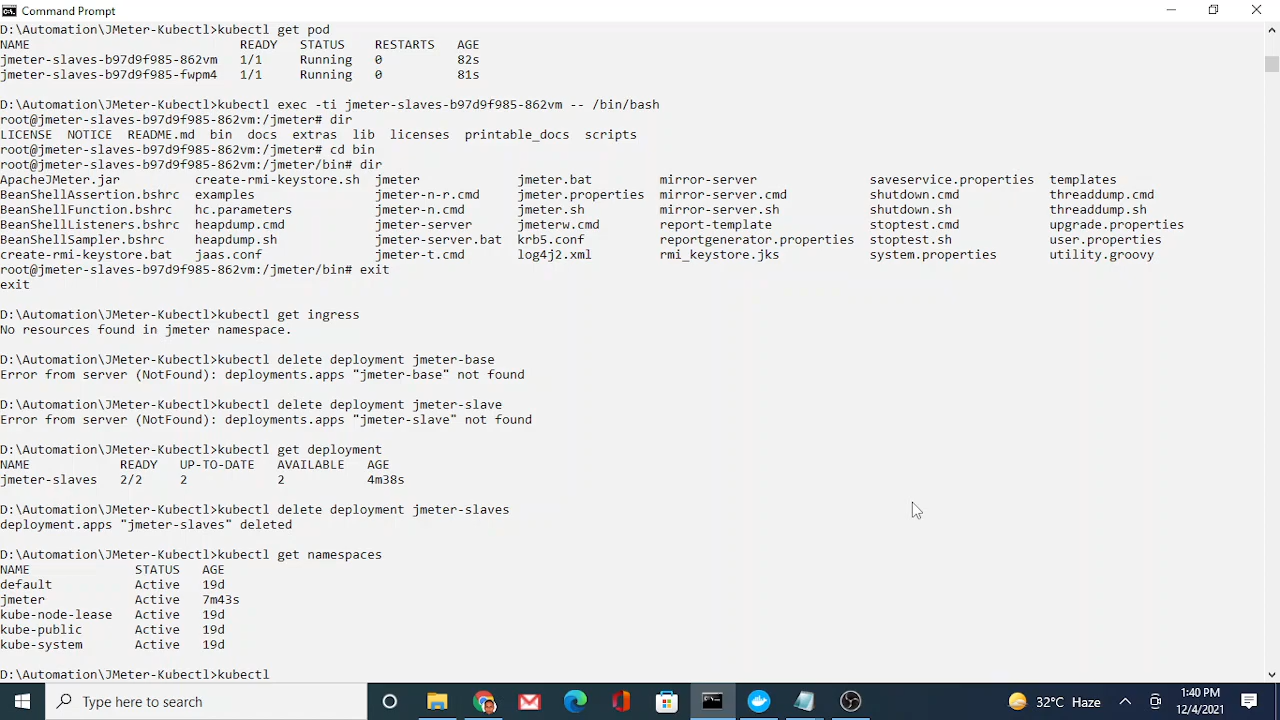 Command Prompt
D:\Automation\JMeter-Kubectl>kubectl get pod
NAME READY STATUS RESTARTS AGE
jmeter-slaves-b97d9f985-862vm 1/1 Running 0 82s
jmeter-slaves-b97d9f985-fwpm4 1/1 Running 0 81s
D:\Automation\JMeter-Kubectl>kubectl exec -ti jmeter-slaves-b97d9f985-862vm -- /bin/bash
root@jmeter-slaves-b97d9f985-862vm:/jmeter# dir
LICENSE NOTICE README.md bin docs extras lib licenses printable_docs scripts
root@jmeter-slaves-b97d9f985-862vm:/jmeter# cd bin
root@jmeter-slaves-b97d9f985-862vm:/jmeter/bin# dir
ApacheJMeter.jar create-rmi-keystore.sh jmeter jmeter.bat mirror-server saveservice.properties templates
BeanShellAssertion.bshrc examples jmeter-n-r.cmd jmeter.properties mirror-server.cmd shutdown.cmd threaddump.cmd
BeanShellFunction.bshrc hc.parameters jmeter-n.cmd jmeter.sh mirror-server.sh shutdown.sh threaddump.sh
BeanShellListeners.bshrc heapdump.cmd jmeter-server jmeterw.cmd report-template stoptest.cmd upgrade.properties
BeanShellSampler.bshrc heapdump.sh jmeter-server.bat krb5.conf reportgenerator.properties stoptest.sh user.properties
create-rmi-keystore.bat jaas.conf jmeter-t.cmd log4j2.xml rmi_keystore.jks system.properties utility.groovy
root@jmeter-slaves-b97d9f985-862vm:/jmeter/bin# exit
exit
D:\Automation\JMeter-Kubectl>kubectl get ingress
No resources found in jmeter namespace.
D:\Automation\JMeter-Kubectl>kubectl delete deployment jmeter-base
Error from server (NotFound): deployments.apps "jmeter-base" not found
D:\Automation\JMeter-Kubectl>kubectl delete deployment jmeter-slave
Error from server (NotFound): deployments.apps "jmeter-slave" not found
D:\Automation\JMeter-Kubectl>kubectl get deployment
NAME READY UP-TO-DATE AVAILABLE AGE
jmeter-slaves 2/2 2 2 4m38s
D:\Automation\JMeter-Kubectl>kubectl delete deployment jmeter-slaves
deployment.apps "jmeter-slaves" deleted
D:\Automation\JMeter-Kubectl>kubectl get namespaces
NAME STATUS AGE
default Active 19d
jmeter Active 7m43s
kube-node-lease Active 19d
kube-public Active 19d
kube-system Active 19d
D:\Automation\JMeter-Kubectl>kubectl
Type here to search
32°C Haze
1:40 PM
12/4/2021